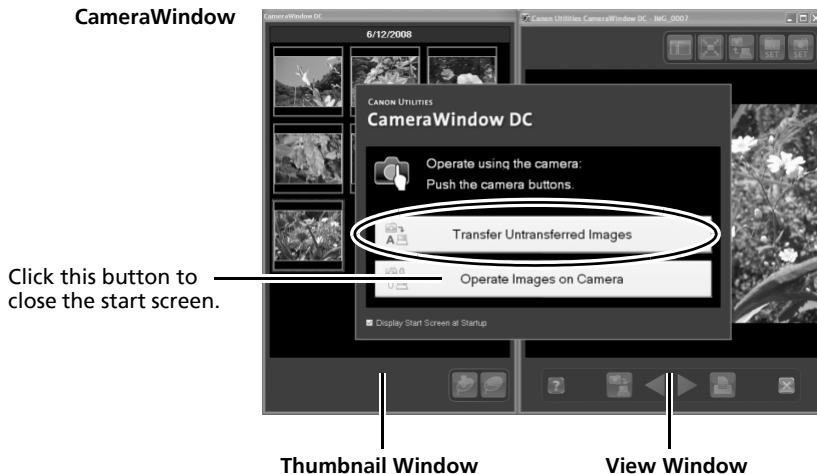 CameraWindow
CameraWindow DC
Canon Utilities CameraWindow DC - IMG_0007
6/12/2008
SET
SET
CANON UTILITIES
CameraWindow DC
Operate using the camera:
Push the camera buttons.
A
Transfer Untransferred Images
Click this button to
close the start screen.
Operate Images on Camera
Display Start Screen at Startup
?
Thumbnail Window
View Window